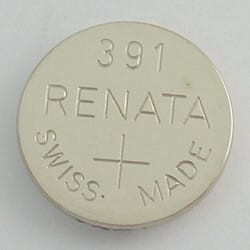 391
RENATA
+
SWISS· MADE